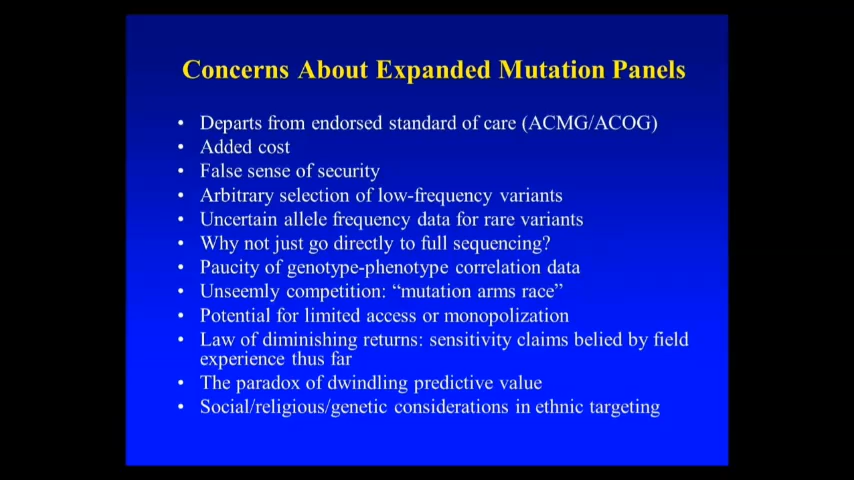 Concerns About Expanded Mutation Panels
• Departs from endorsed standard of care (ACMG/ACOG)
• Added cost
• False sense of security
• Arbitrary selection of low-frequency variants
• Uncertain allele frequency data for rare variants
• Why not just go directly to full sequencing?
• Paucity of genotype-phenotype correlation data
• Unseemly competition: “mutation arms race”
• Potential for limited access or monopolization
• Law of diminishing returns: sensitivity claims belied by field
experience thus far
• The paradox of dwindling predictive value
• Social/religious/genetic considerations in ethnic targeting